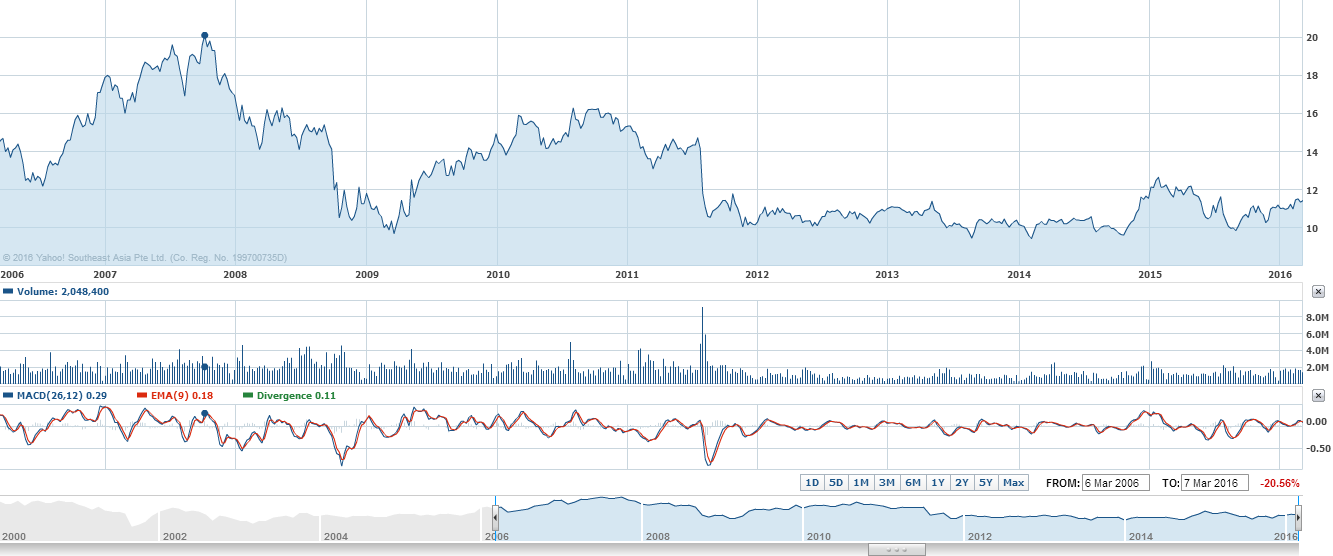 20
18
16
14
12
10
© 2016 Yahoo! Southeast Asia Pte Ltd. (Co. Reg. No. 199700735D)
2006 2007 2008 2009 2010 2011 2012 2013 2014 2015 2016
Volume: 2,048,400
8.0M
6.0M
4.0M
2.0M
MACD(26,12) 0.29 EMA(9) 0.18 Divergence 0.11
0.00
-0.50
1D 5D 1M 3M 6M 1Y 2Y 5Y Max FROM: 6 Mar 2006 TO: 7 Mar 2016 -20.56%
2000 2002 2004 2006 2008 2010 2012 2014 2016